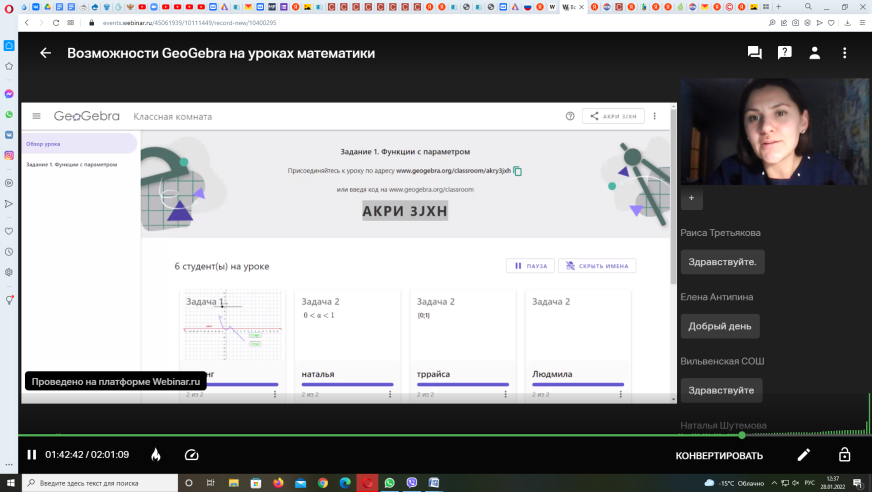 events.webinar.ru/45061939/10111449/record-new/10400295
Возможности GeoGebra на уроках математики
GeoGebra Классная комната
АКРИ 3JXH
Обзор урока
Задание 1. Функции с параметром
Задание 1. Функции с параметром
Присоединяйтесь к уроку по адресу www.geogebra.org/classroom/akry3jxh
или введя код на www.geogebra.org/classroom
АКРИ 3JXH
6 студент(ы) на уроке
ПАУЗА
СКРЫТЬ ИМЕНА
Задача 1
Задача 2
0 < a < 1
Задача 2
(0;1)
Задача 2
нг
наталья
тррайса
Людмила
2 из 2
2 из 2
2 из 2
2 из 2
Проведено на платформе Webinar.ru
+
Раиса Третьякова
Здравствуйте.
Елена Антипина
Добрый день
Вильвенская СОШ
Здравствуйте
Наталья Шутемова
01:42:42 / 02:01:09
КОНВЕРТИРОВАТЬ
Введите здесь текст для поиска
-15°C Облачно
РУС
12:37
28.01.2022